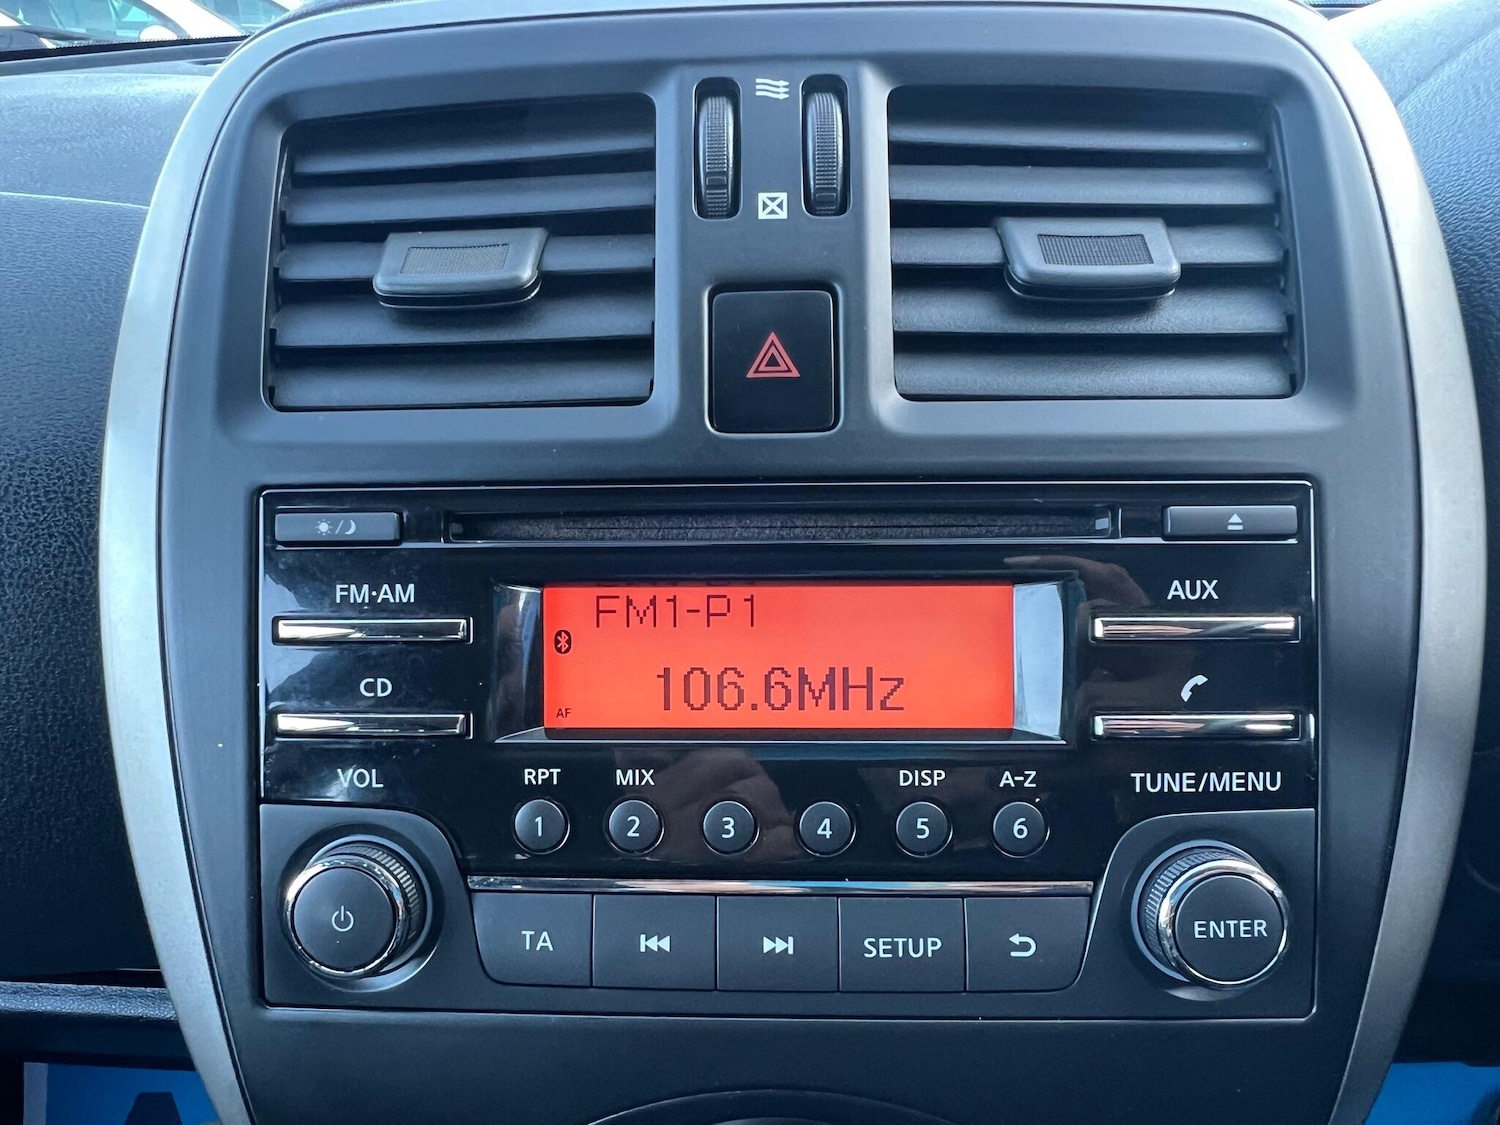 FM·AM
AUX
FM1-P1
106.6MHz
AF
CD
VOL
RPT
MIX
DISP
A-Z
TUNE/MENU
1
2
3
4
5
6
TA
SETUP
ENTER